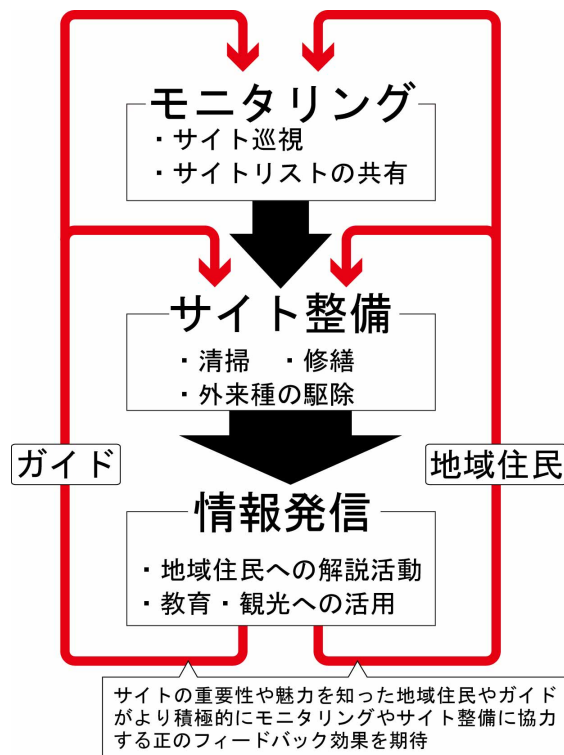 モニタリング
・サイト巡視
・サイトリストの共有
サイト整備
・清掃　・修繕
・外来種の駆除
ガイド
地域住民
情報発信
・地域住民への解説活動
・教育・観光への活用
サイトの重要性や魅力を知った地域住民やガイド
がより積極的にモニタリングやサイト整備に協力
する正のフィードバック効果を期待